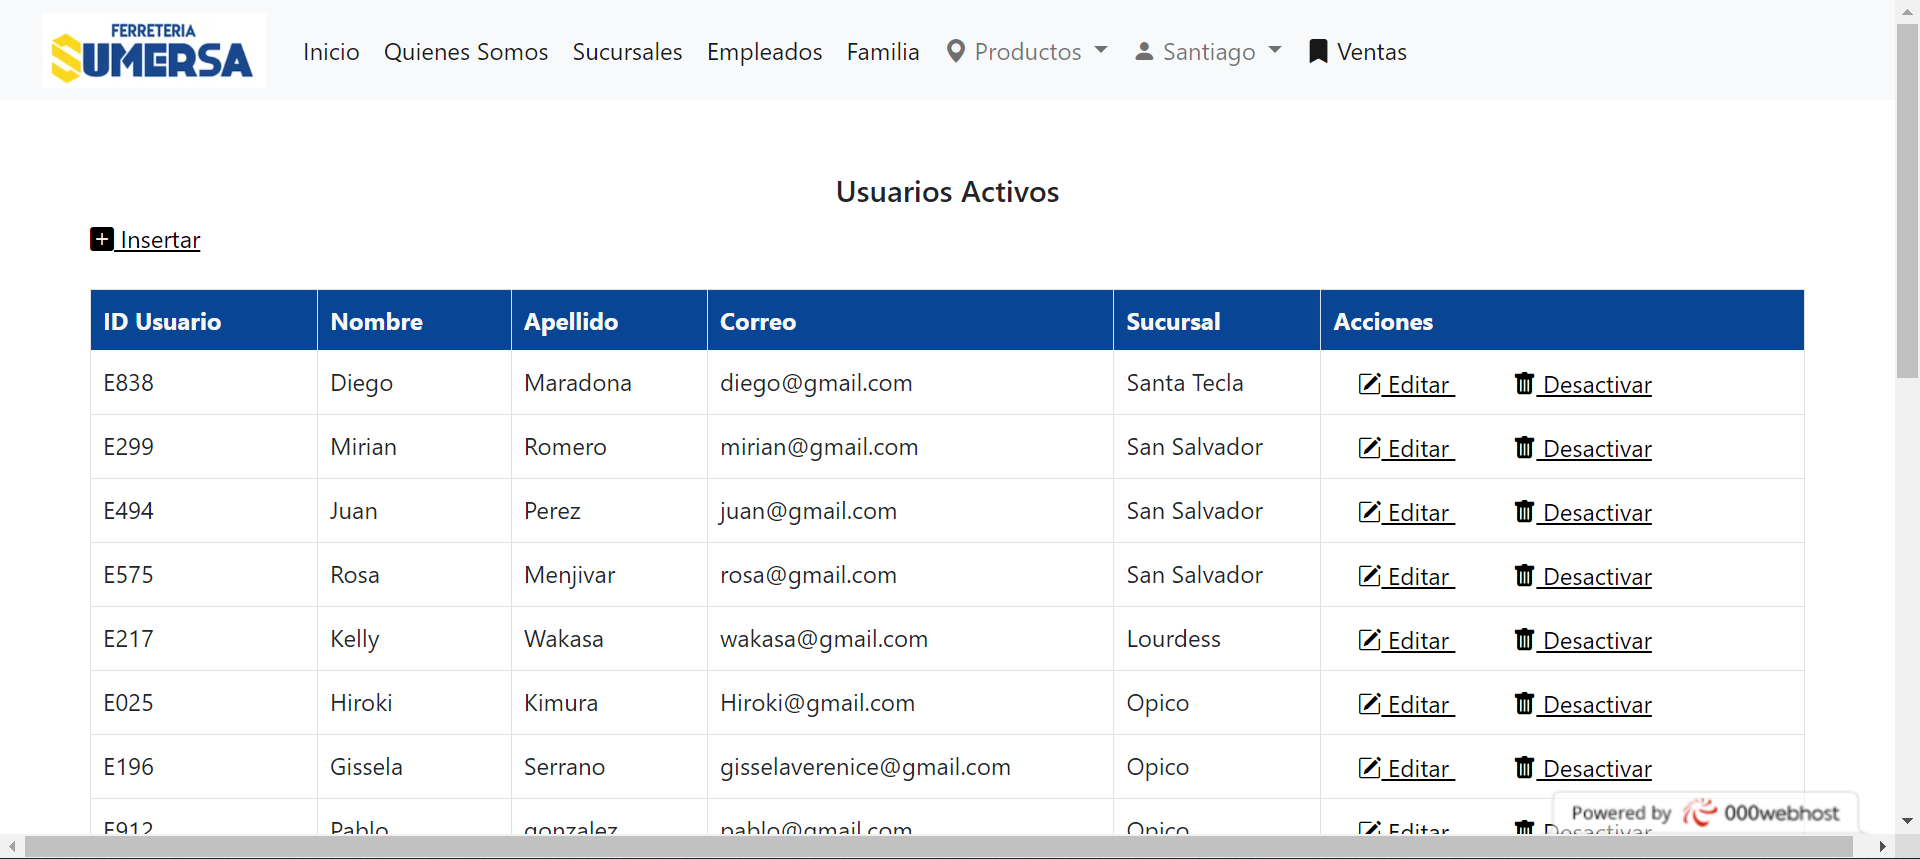 FERRETERIA
SUMERSA
Inicio Quienes Somos Sucursales Empleados Familia Productos Santiago Ventas
Usuarios Activos
Insertar
ID Usuario Nombre Apellido Correo Sucursal Acciones
E838 Diego Maradona diego@gmail.com Santa Tecla Editar Desactivar
E299 Mirian Romero mirian@gmail.com San Salvador Editar Desactivar
E494 Juan Perez juan@gmail.com San Salvador Editar Desactivar
E575 Rosa Menjivar rosa@gmail.com San Salvador Editar Desactivar
E217 Kelly Wakasa wakasa@gmail.com Lourdess Editar Desactivar
E025 Hiroki Kimura Hiroki@gmail.com Opico Editar Desactivar
E196 Gissela Serrano gisselaverenice@gmail.com Opico Editar Desactivar
E912 Pablo gonzalez pablo@gmail.com Opico Editar Desactivar
Powered by 000webhost